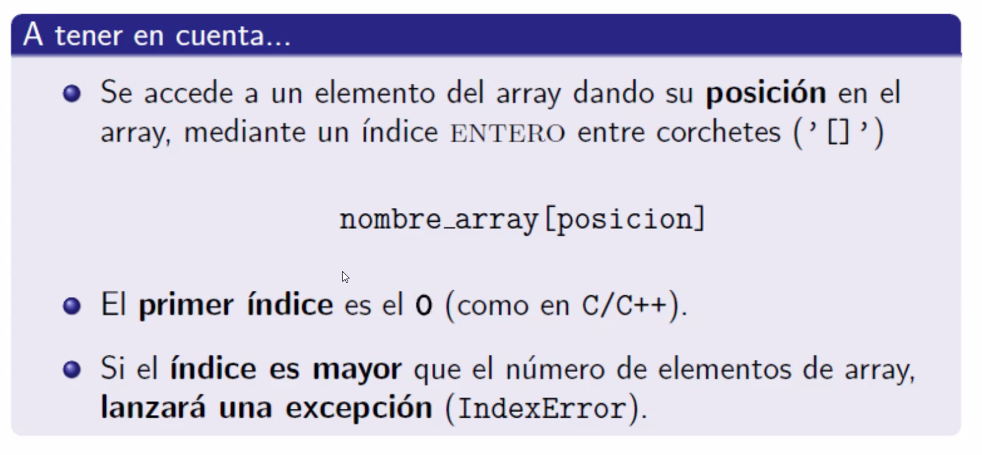 A tener en cuenta...
Se accede a un elemento del array dando su posición en el
array, mediante un índice ENTERO entre corchetes ('[]')
nombre_array[posicion]
El primer índice es el 0 (como en C/C++).
Si el índice es mayor que el número de elementos de array,
lanzará una excepción (IndexError).